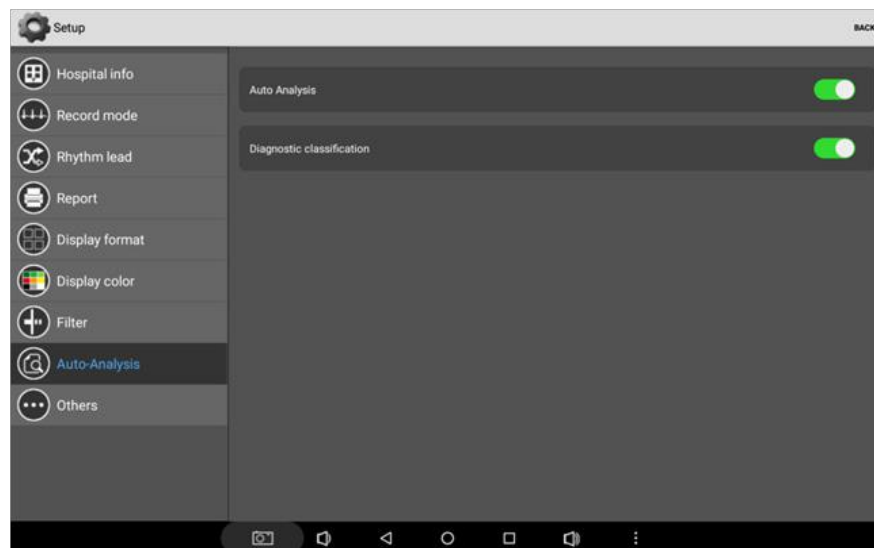 Setup
BACK
Hospital info
Record mode
Rhythm lead
Report
Display format
Display color
Filter
Auto-Analysis
Others
Auto Analysis
Diagnostic classification